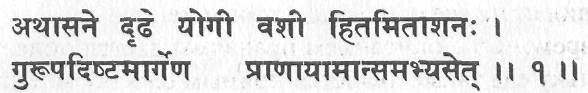 अथासने दृढे योगी वशी हितमिताशनः ।
गुरूपदिष्टमार्गेण प्राणायामान्समभ्यसेत् ॥ १ ॥